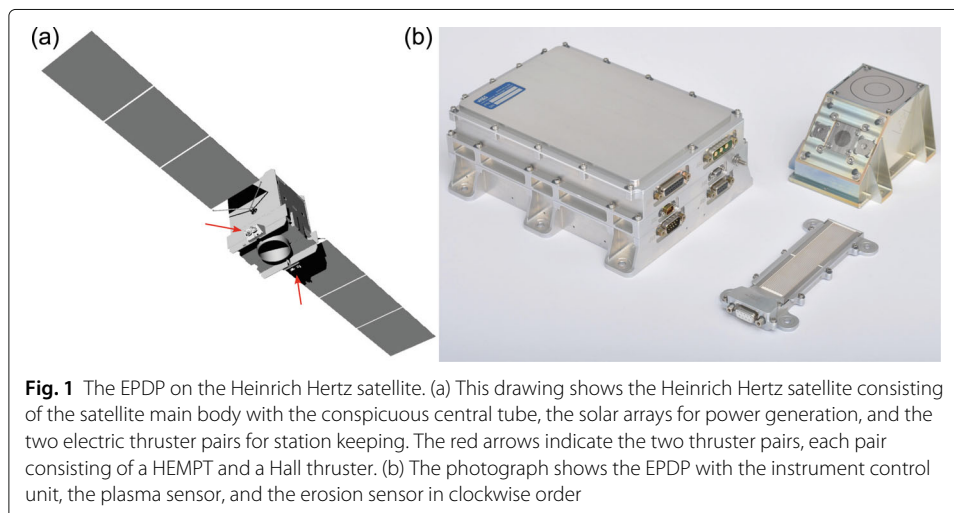 (a)
(b)
Fig. 1 The EPDP on the Heinrich Hertz satellite. (a) This drawing shows the Heinrich Hertz satellite consisting
of the satellite main body with the conspicuous central tube, the solar arrays for power generation, and the
two electric thruster pairs for station keeping. The red arrows indicate the two thruster pairs, each pair
consisting of a HEMPT and a Hall thruster. (b) The photograph shows the EPDP with the instrument control
unit, the plasma sensor, and the erosion sensor in clockwise order